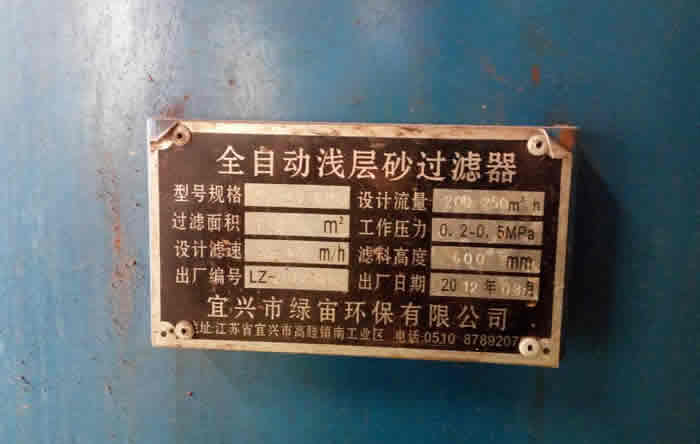 全自动浅层砂过滤器
型号规格 设计流量 200-250m³/h
过滤面积 m² 工作压力 0.2-0.5MPa
设计滤速 m/h 滤料高度 600 mm
出厂编号 LZ- 出厂日期 2012年03月
宜兴市绿宙环保有限公司
地址江苏省宜兴市高塍镇南工业区 电话:0510 8789207